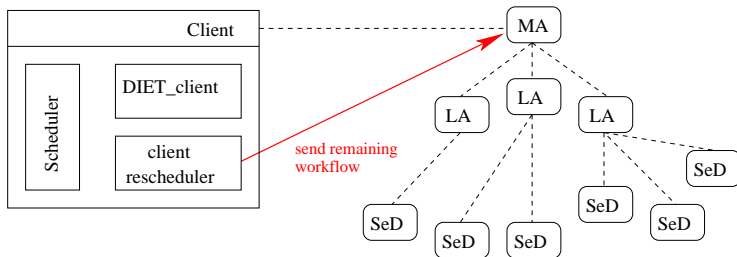 Client
MA
DIET_client
Scheduler
client
rescheduler
send remaining
workflow
LA
LA
LA
SeD
SeD
SeD
SeD
SeD
SeD